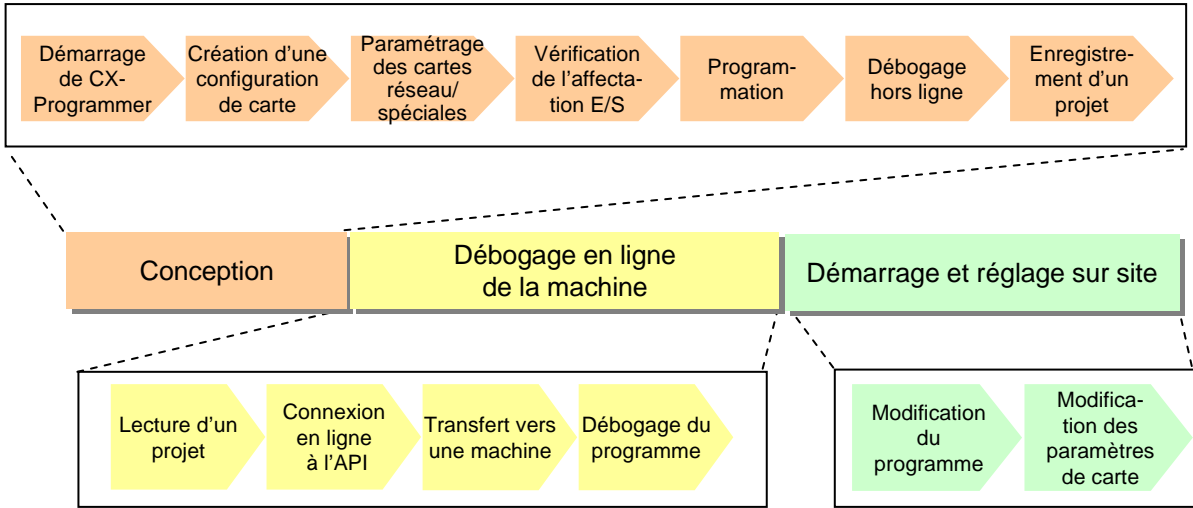 Démarrage
de CX-
Programmer
Création d'une
configuration
de carte
Paramétrage
des cartes
réseau/
spéciales
Vérification
de l'affecta-
tion E/S
Program-
mation
Débogage
hors ligne
Enregistre-
ment d'un
projet
Conception
Débogage en ligne
de la machine
Démarrage et réglage sur site
Lecture d'un
projet
Connexion
en ligne
à l'API
Transfert vers
une machine
Débogage du
programme
Modification
du
programme
Modifica-
tion des
paramètres
de carte